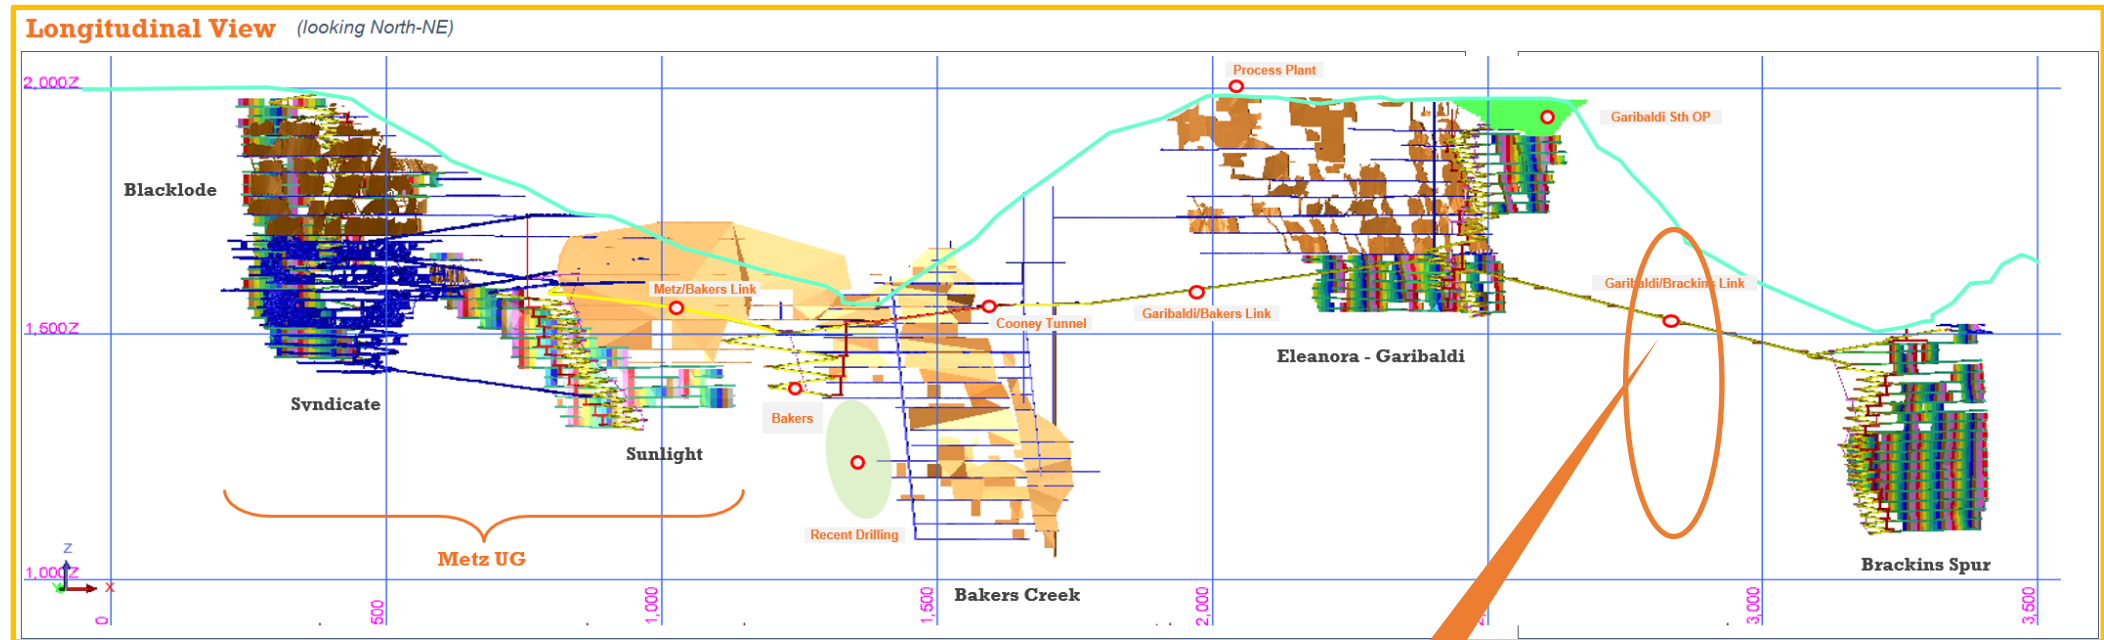 Longitudinal View (looking North-NE)
2,000Z
Process Plant
Garibaldi Sth OP
Blacklode
Metz/Bakers Link
Garibaldi/Brackins Link
Garibaldi/Bakers Link
Cooney Tunnel
1,500Z
Eleanora - Garibaldi
Syndicate
Bakers
Sunlight
Recent Drilling
Metz UG
Brackins Spur
Z
1,000Z
X
Bakers Creek
0
500
1,000
1,500
2,000
3,000
3,500